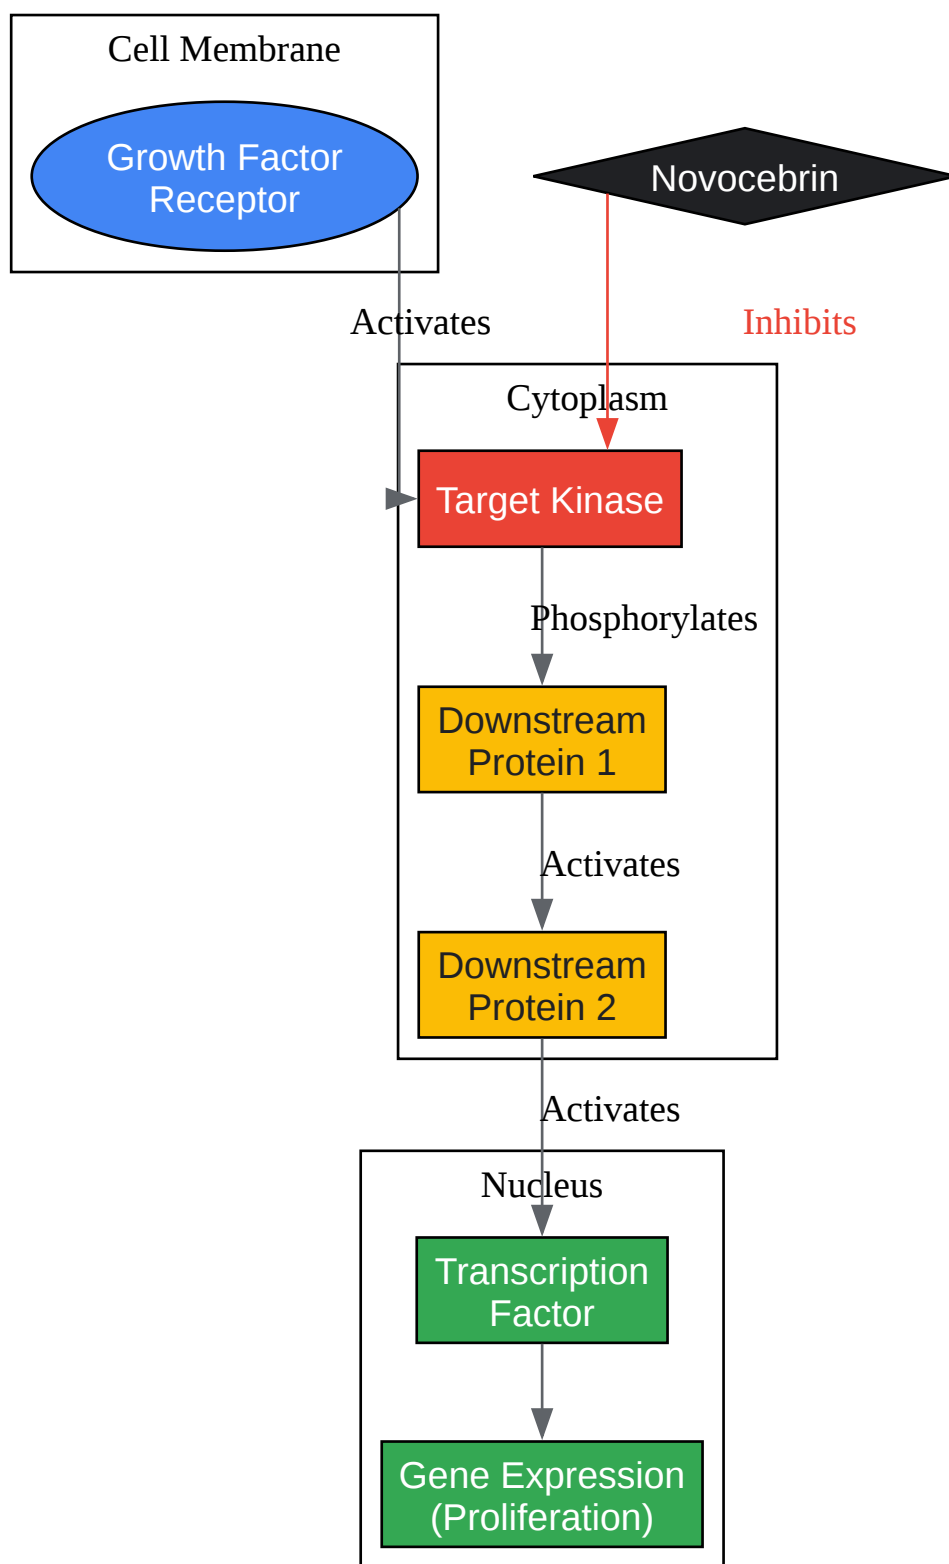 Cell Membrane
Growth Factor
Receptor
Novocebrin
Activates
Inhibits
Cytoplasm
Target Kinase
Phosphorylates
Downstream
Protein 1
Activates
Downstream
Protein 2
Activates
Nucleus
Transcription
Factor
Gene Expression
(Proliferation)